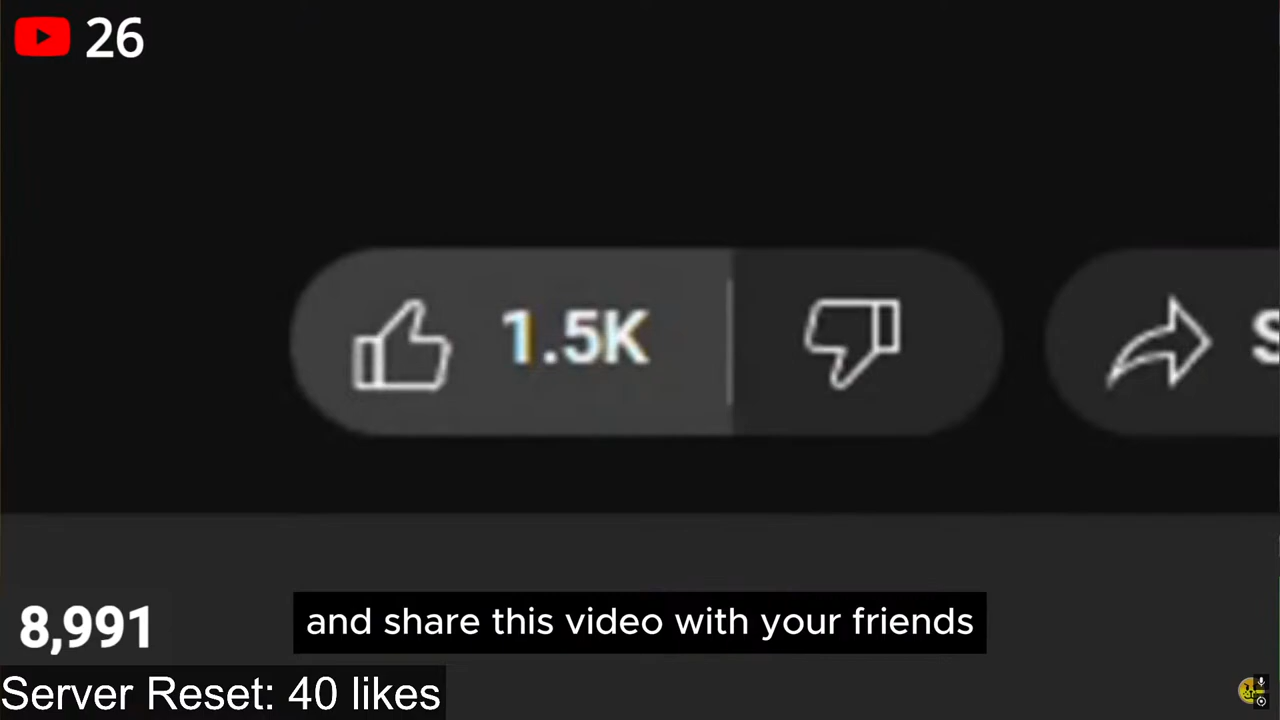 26
1.5K
S
8,991
and share this video with your friends
Server Reset: 40 likes